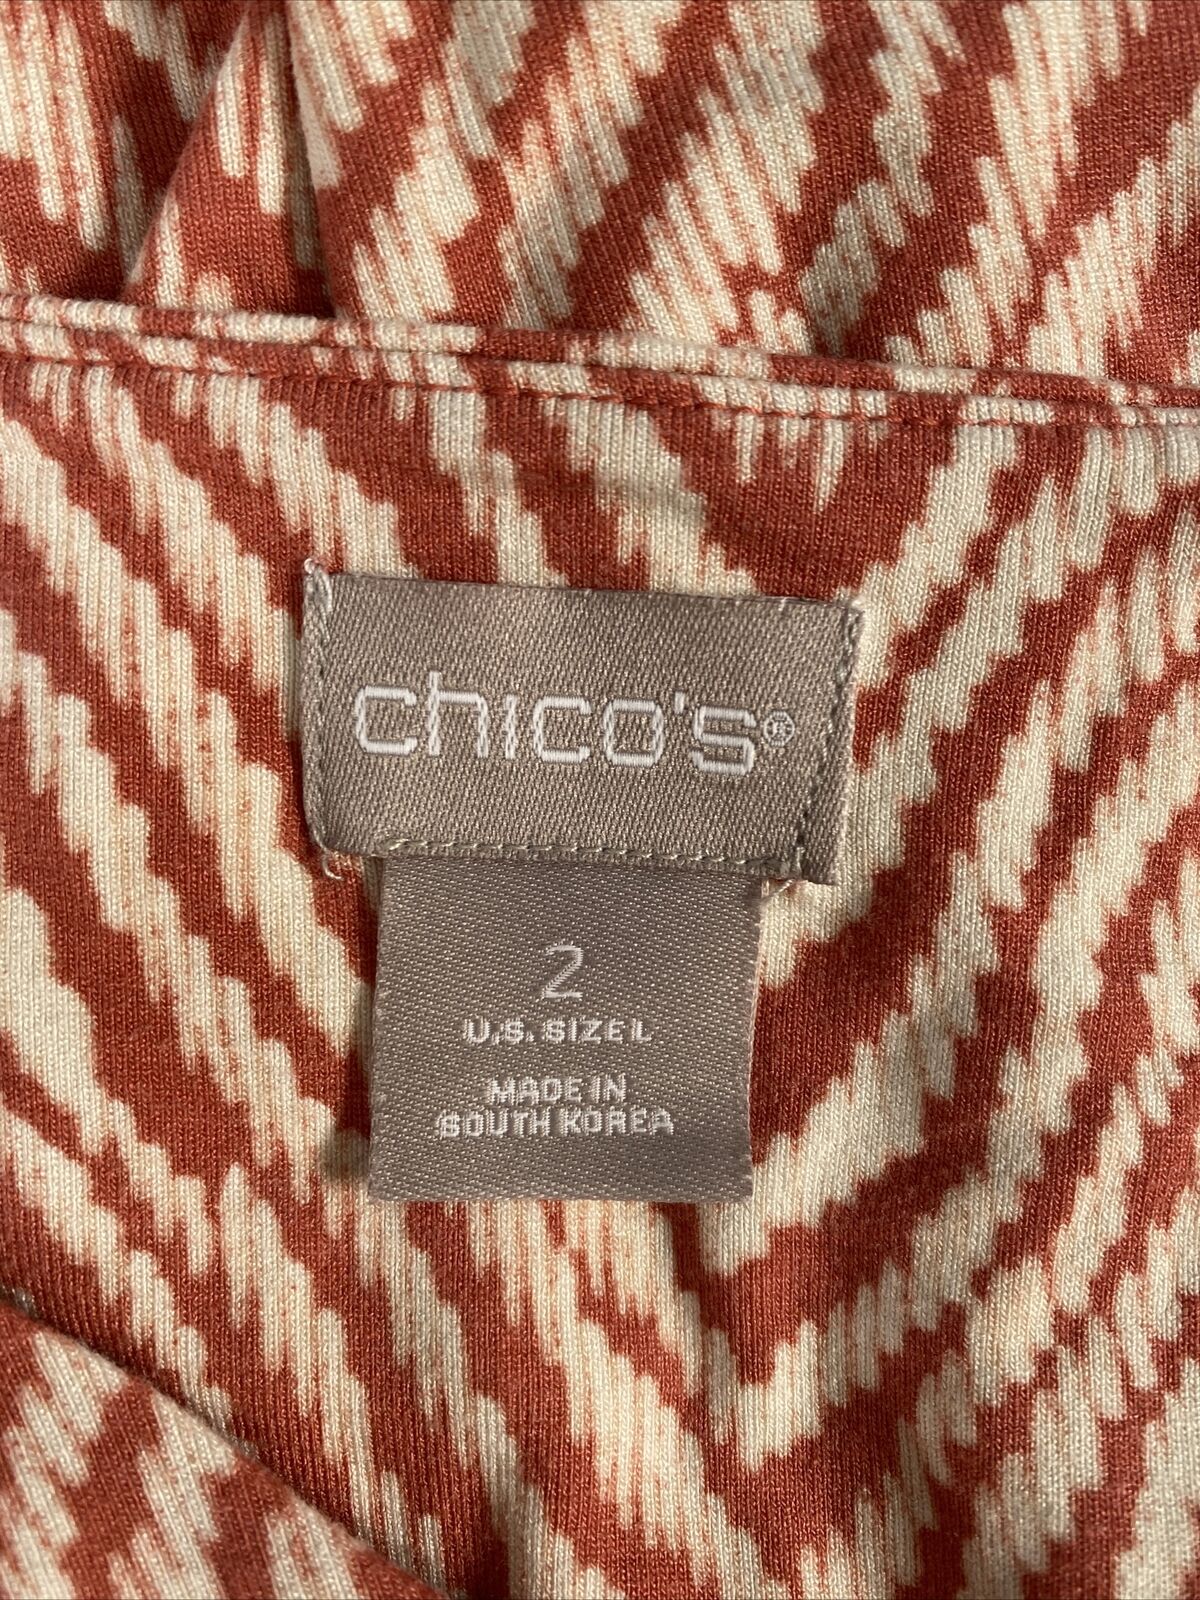 chico's®
2
U.S. SIZE L
MADE IN
SOUTH KOREA